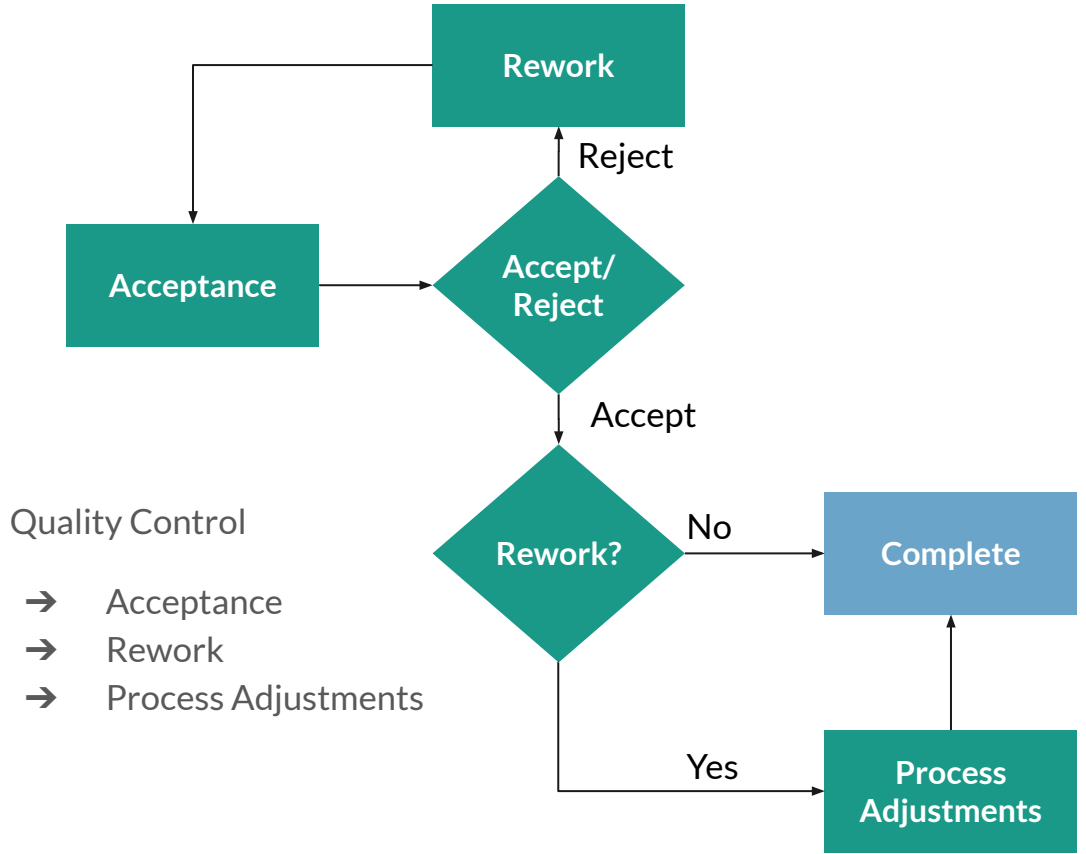 Rework
Reject
Acceptance
Accept/
Reject
Accept
Quality Control
Rework?
No
Complete
➔ Acceptance
➔ Rework
➔ Process Adjustments
Yes
Process
Adjustments